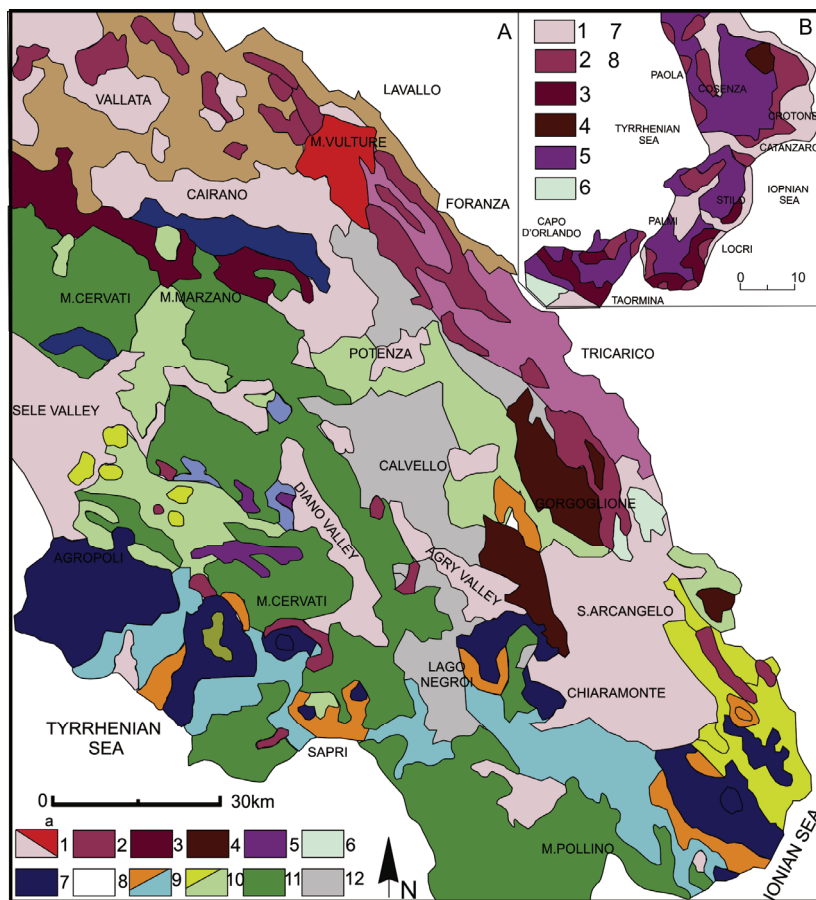 A
B
1 7
2 8
3
4
5
6
VALLATA
LAVALLO
M.VULTURE
CAIRANO
FORANZA
PAOLA
COSENZA
CROTONE
TYRRHENIAN
SEA
CATANZARO
IOPNIAN
SEA
STILO
PALMI
CAPO
D'ORLANDO
LOCRI
0 10
TAORMINA
M.CERVATI
M.MARZANO
POTENZA
TRICARICO
SELE VALLEY
CALVELLO
DIANO VALLEY
GORGOGLIONE
AGROPOLI
AGRY VALLEY
M.CERVATI
S.ARCANGELO
LAGO
NEGROI
CHIARAMONTE
TYRRHENIAN
SEA
SAPRI
0 30km
M.POLLINO
IONIAN SEA
a
1 2 3 4 5 6
7 8 9 10 11 12
N